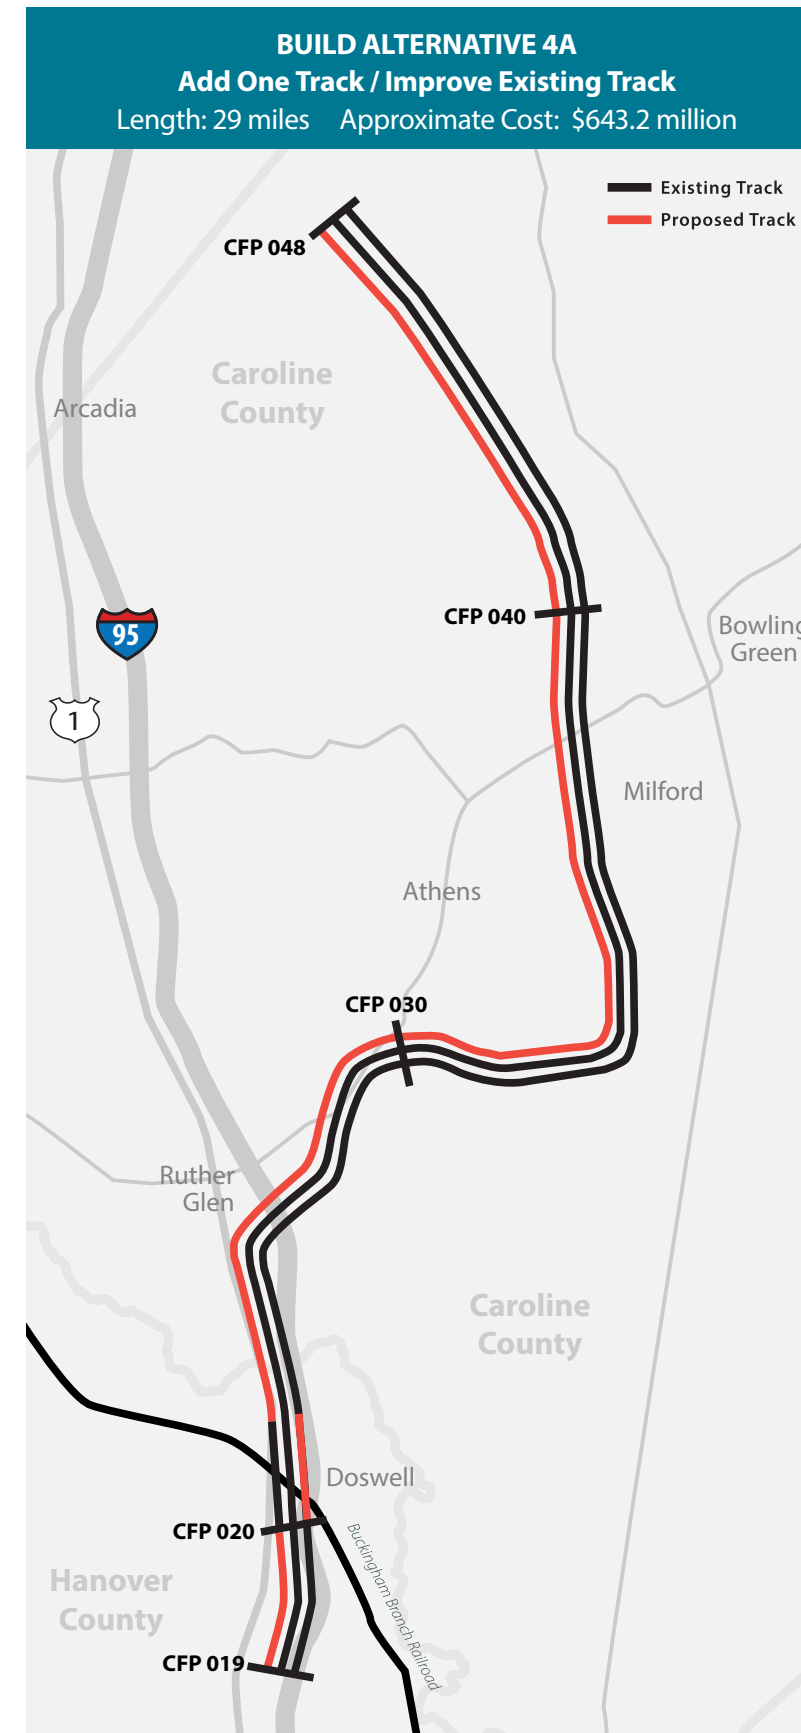 BUILD ALTERNATIVE 4A
Add One Track / Improve Existing Track
Length: 29 miles Approximate Cost: $643.2 million
Existing Track
Proposed Track
CFP 048
Caroline
County
Arcadia
CFP 040
95
Bowling
Green
1
Milford
Athens
CFP 030
Ruther
Glen
Caroline
County
Doswell
CFP 020
Buckingham Branch Railroad
Hanover
County
CFP 019